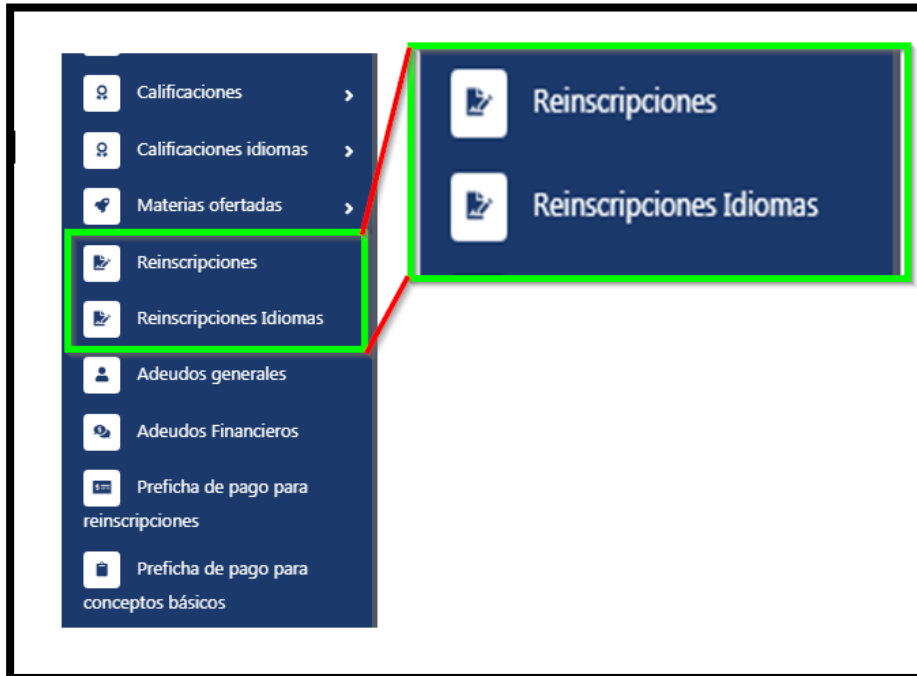 Calificaciones
Calificaciones idiomas
Materias ofertadas
Reinscripciones
Reinscripciones Idiomas
Adeudos generales
Adeudos Financieros
Preficha de pago para
reinscripciones
Preficha de pago para
conceptos básicos
Reinscripciones
Reinscripciones Idiomas